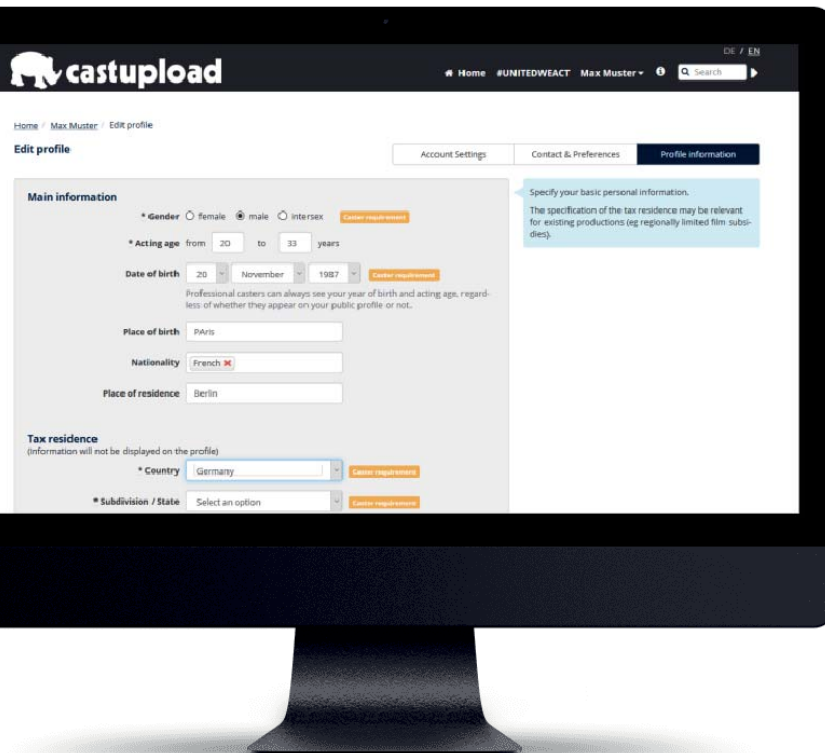 DE / EN
castupload
Home #UNITEDWEACT Max Muster Search
Home / Max Muster / Edit profile
Edit profile
Account Settings Contact & Preferences Profile information
Main information
* Gender female male intersex Caster requirement
* Acting age from 20 to 33 years
Date of birth 20 November 1987 Caster requirement
Professional casters can always see your year of birth and acting age, regard-
less of whether they appear on your public profile or not.
Place of birth PAris
Nationality French
Place of residence Berlin
Tax residence
(Information will not be displayed on the profile)
* Country Germany Caster requirement
* Subdivision / State Select an option Caster requirement
Specify your basic personal information.
The specification of the tax residence may be relevant
for existing productions (eg regionally limited film subsi-
dies).